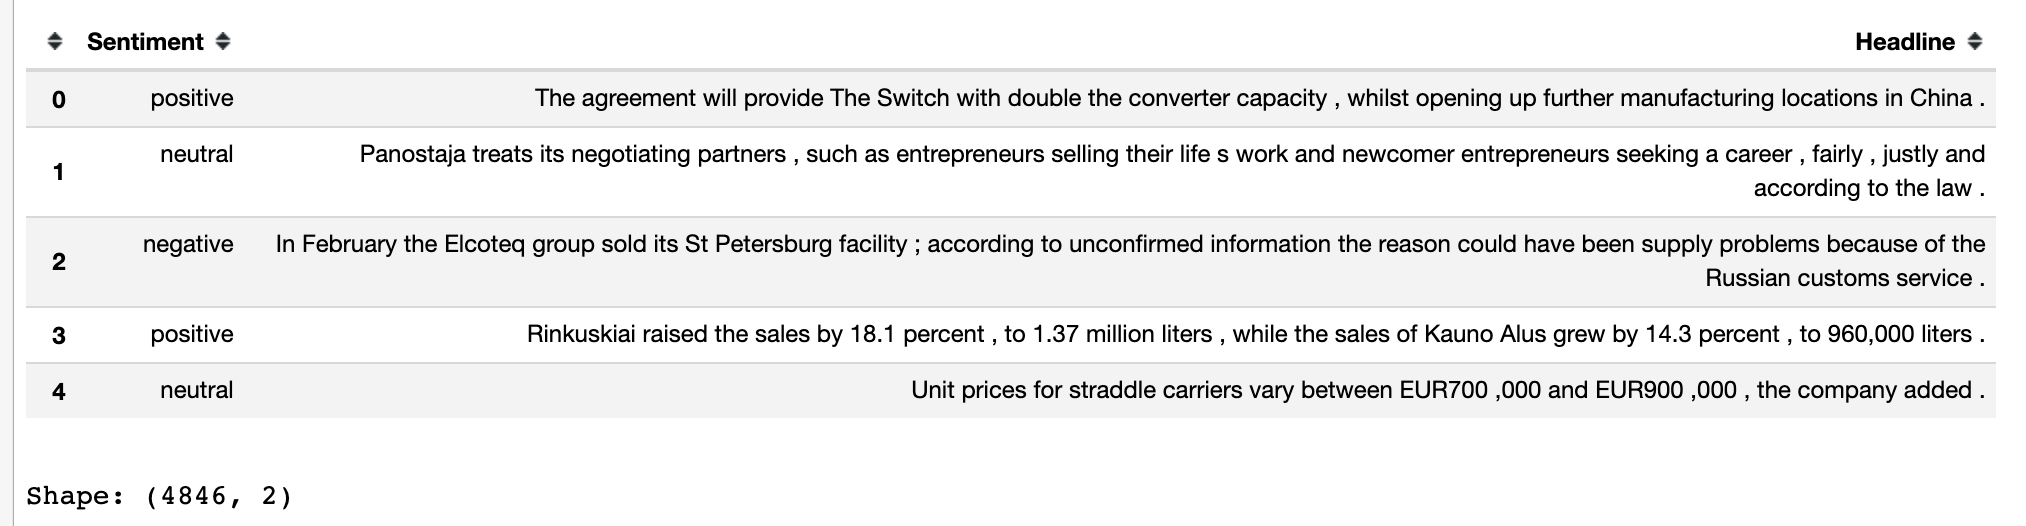 Sentiment Headline
0 positive The agreement will provide The Switch with double the converter capacity , whilst opening up further manufacturing locations in China .
1 neutral Panostaja treats its negotiating partners , such as entrepreneurs selling their life s work and newcomer entrepreneurs seeking a career , fairly , justly and
according to the law .
2 negative In February the Elcoteq group sold its St Petersburg facility ; according to unconfirmed information the reason could have been supply problems because of the
Russian customs service .
3 positive Rinkuskiai raised the sales by 18.1 percent , to 1.37 million liters , while the sales of Kauno Alus grew by 14.3 percent , to 960,000 liters .
4 neutral Unit prices for straddle carriers vary between EUR700 ,000 and EUR900 ,000 , the company added .
Shape: (4846, 2)